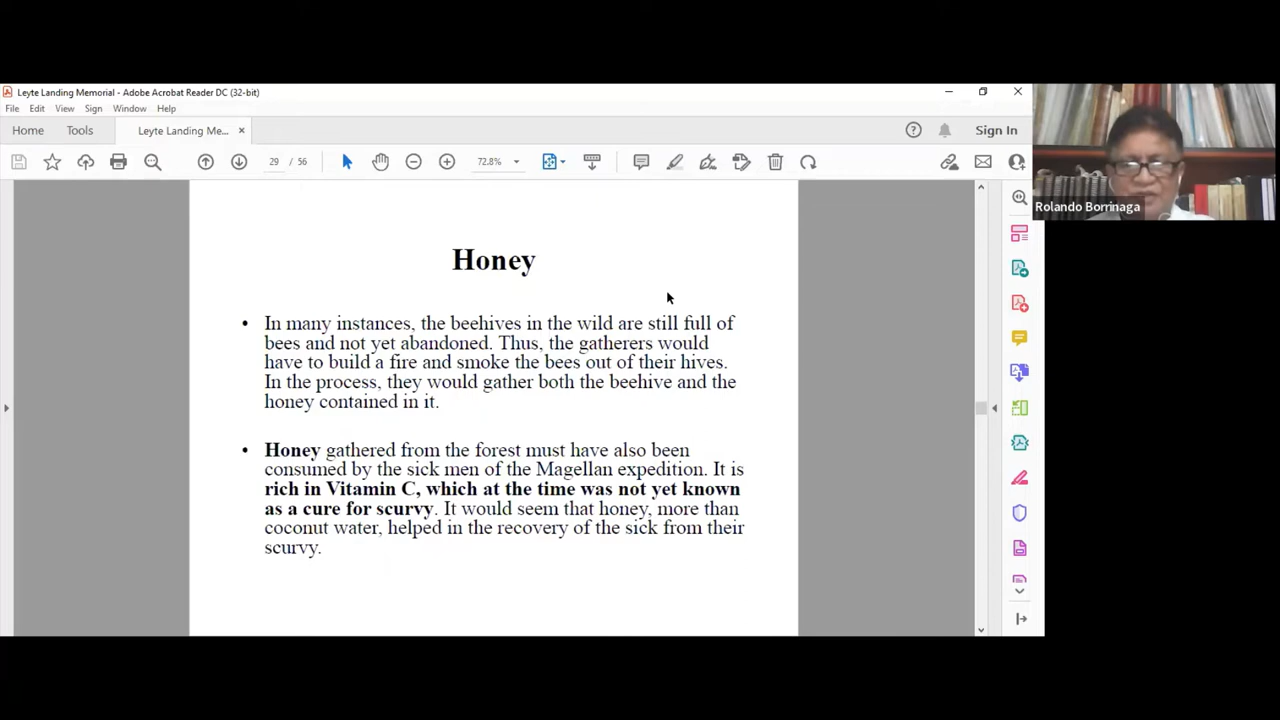 Leyte Landing Memorial - Adobe Acrobat Reader DC (32-bit)
File Edit View Sign Window Help
Home Tools Leyte Landing Me... × Sign In
29 / 56 72.8%
Rolando Borrinaga
Honey
• In many instances, the beehives in the wild are still full of
bees and not yet abandoned. Thus, the gatherers would
have to build a fire and smoke the bees out of their hives.
In the process, they would gather both the beehive and the
honey contained in it.
• Honey gathered from the forest must have also been
consumed by the sick men of the Magellan expedition. It is
rich in Vitamin C, which at the time was not yet known
as a cure for scurvy. It would seem that honey, more than
coconut water, helped in the recovery of the sick from their
scurvy.